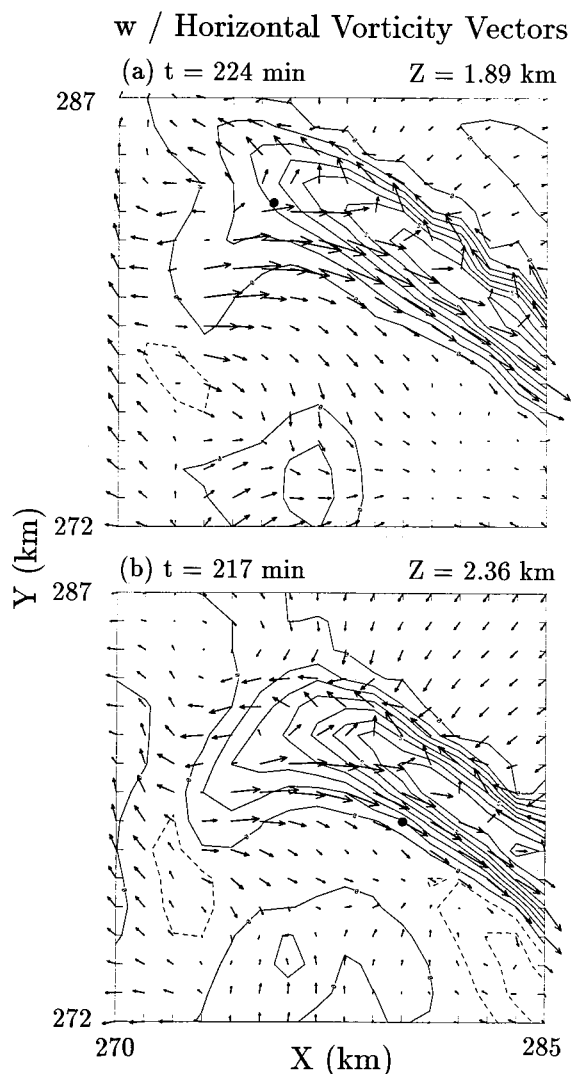 w / Horizontal Vorticity Vectors
(a) t = 224 min Z = 1.89 km
287
272
Y (km)
(b) t = 217 min Z = 2.36 km
287
272
270 X (km) 285